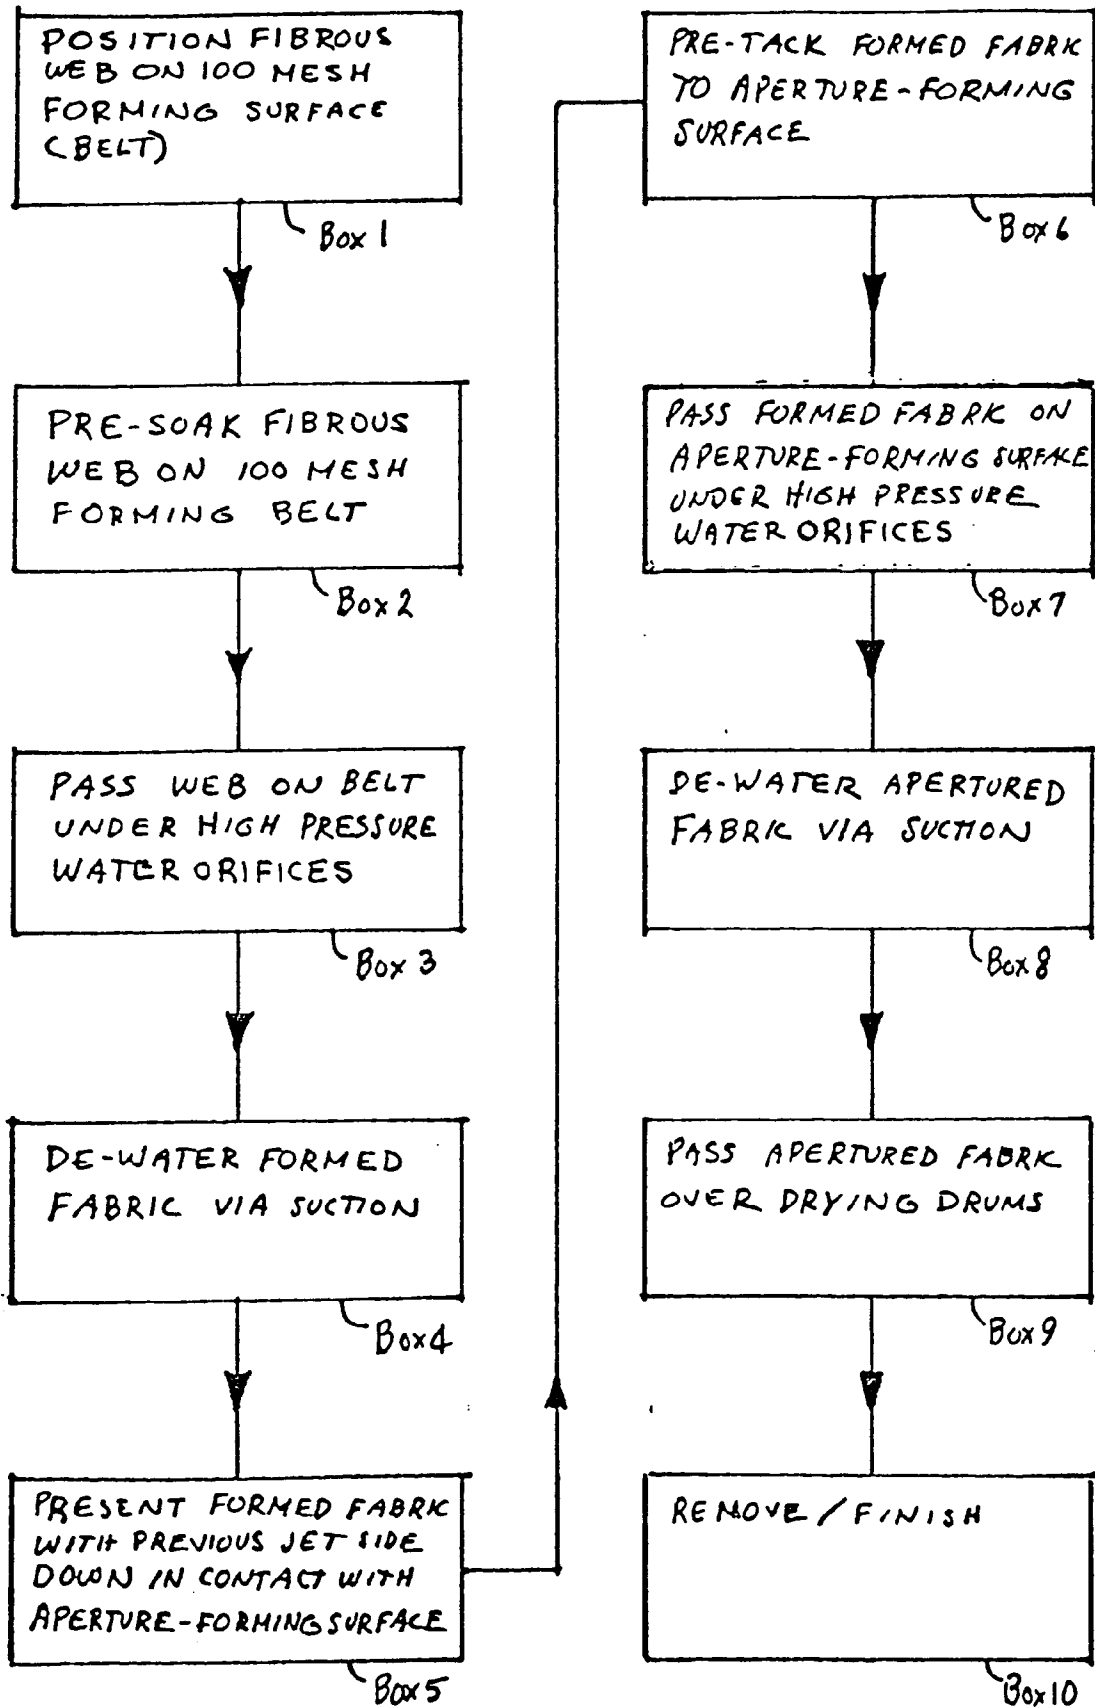 POSITION FIBROUS
WEB ON 100 MESH
FORMING SURFACE
(BELT)
Box 1
PRE-SOAK FIBROUS
WEB ON 100 MESH
FORMING BELT
Box 2
PASS WEB ON BELT
UNDER HIGH PRESSURE
WATER ORIFICES
Box 3
DE-WATER FORMED
FABRIC VIA SUCTION
Box 4
PRESENT FORMED FABRIC
WITH PREVIOUS JET SIDE
DOWN IN CONTACT WITH
APERTURE-FORMING SURFACE
Box 5
PRE-TACK FORMED FABRIC
TO APERTURE-FORMING
SURFACE
Box 6
PASS FORMED FABRIC ON
APERTURE-FORMING SURFACE
UNDER HIGH PRESSURE
WATER ORIFICES
Box 7
DE-WATER APERTURED
FABRIC VIA SUCTION
Box 8
PASS APERTURED FABRIC
OVER DRYING DRUMS
Box 9
REMOVE / FINISH
Box 10